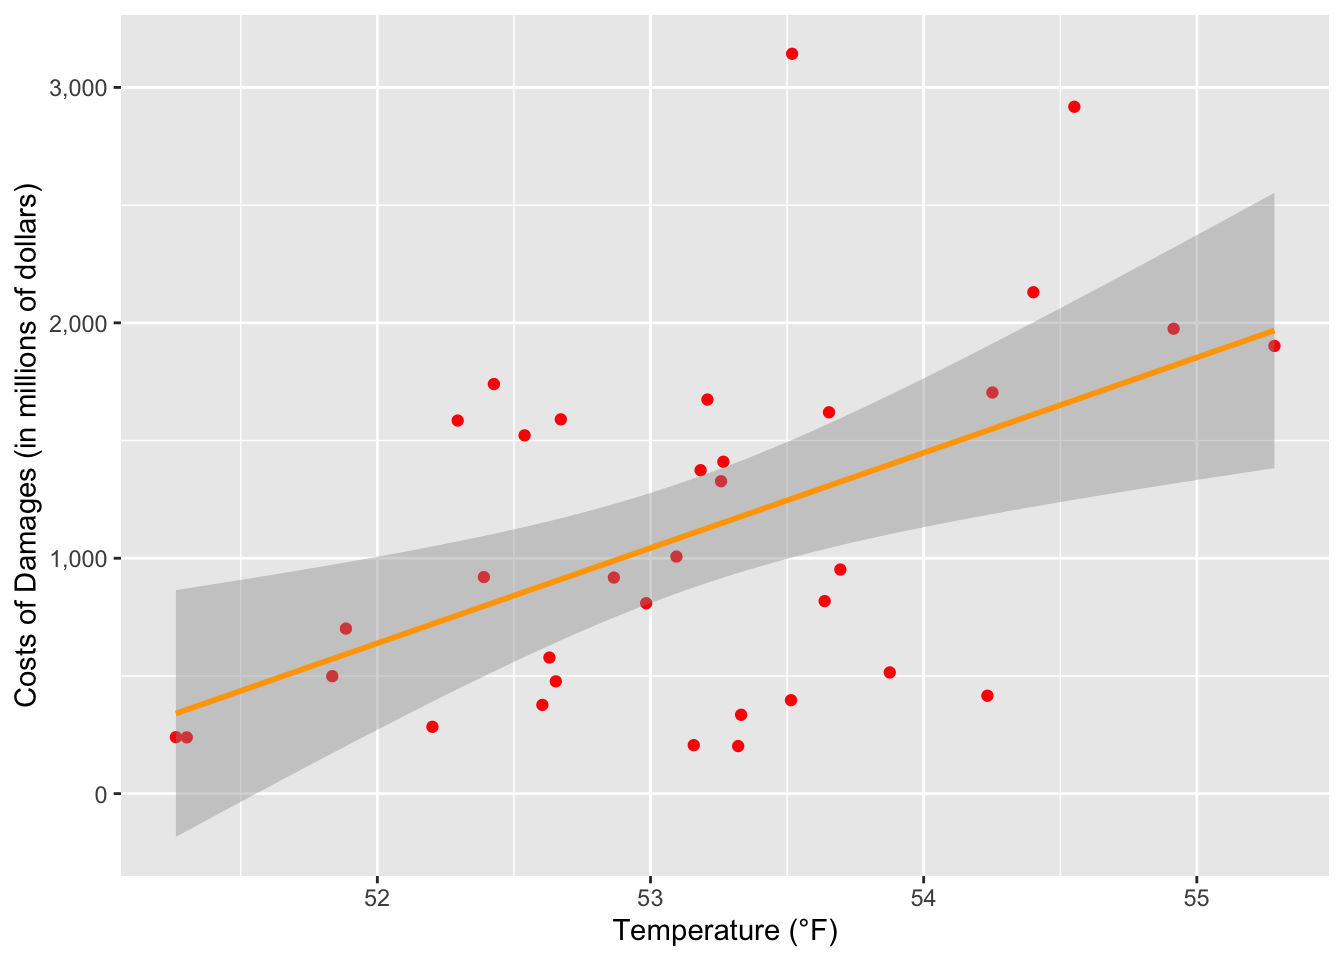 3,000
2,000
1,000
0
Costs of Damages (in millions of dollars)
52 53 54 55
Temperature (°F)